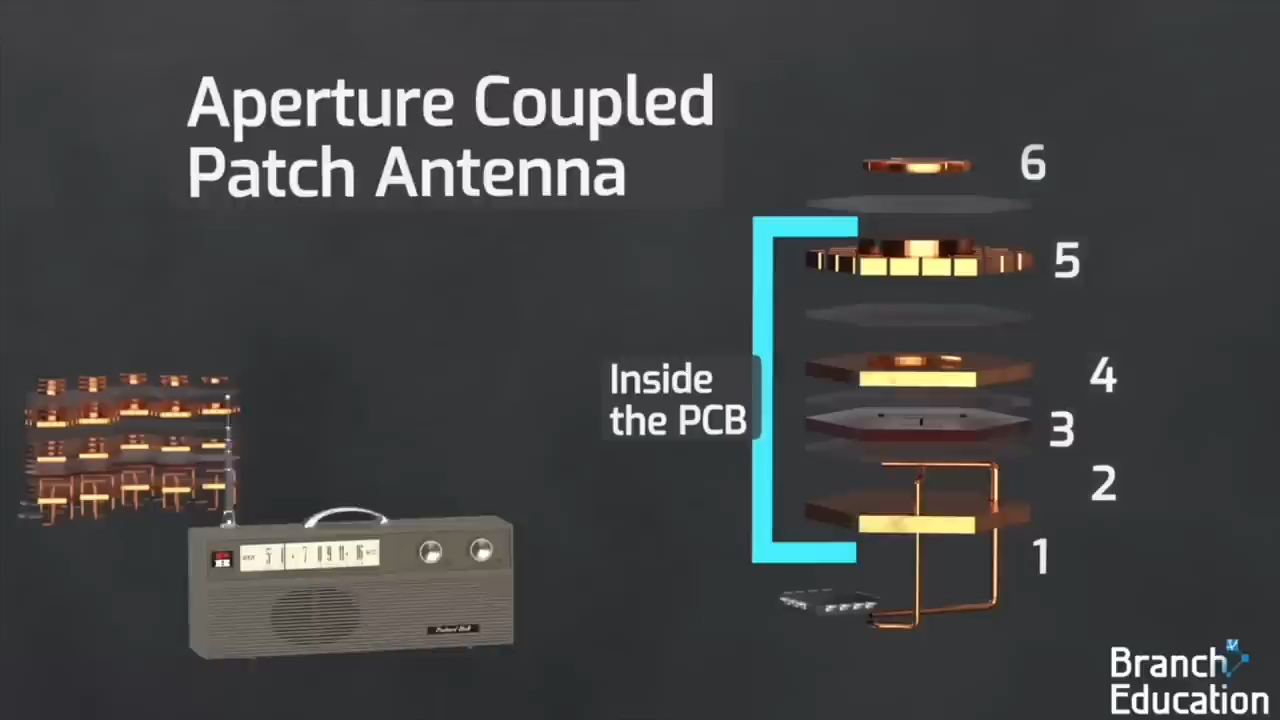 Aperture Coupled
Patch Antenna
6
5
Inside
the PCB
4
3
2
1
Branch
Education